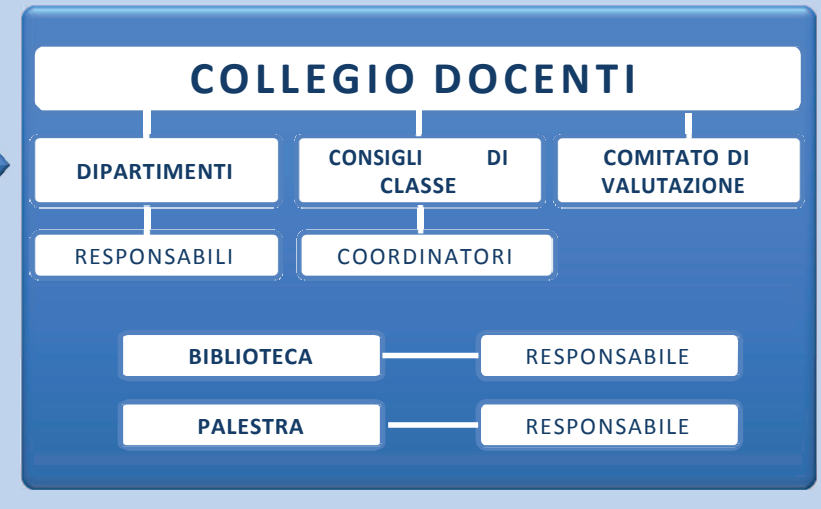 COLLEGIO DOCENTI
DIPARTIMENTI
CONSIGLI DI
CLASSE
COMITATO DI
VALUTAZIONE
RESPONSABILI
COORDINATORI
BIBLIOTECA
RESPONSABILE
PALESTRA
RESPONSABILE